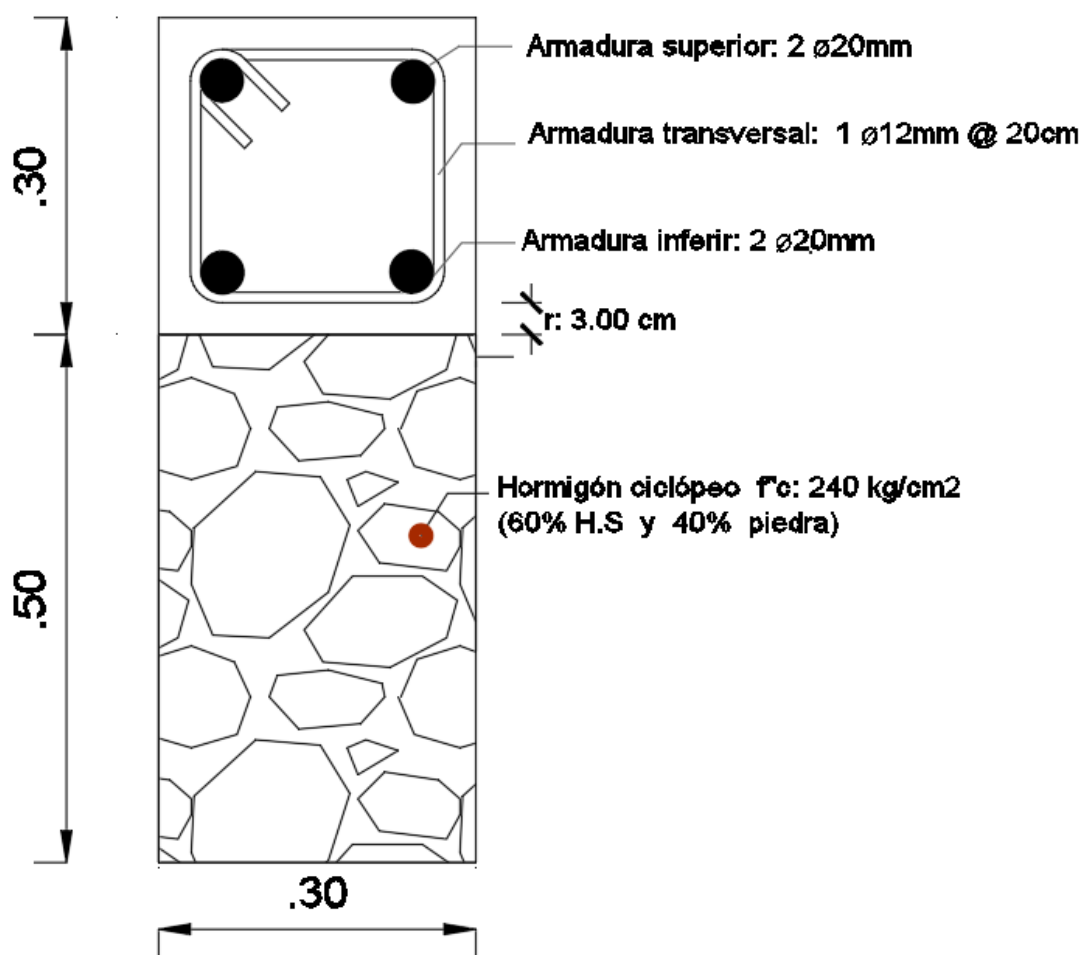 Armadura superior: 2 ø20mm
.30
Armadura transversal: 1 ø12mm @ 20cm
Armadura inferir: 2 ø20mm
r: 3.00 cm
Hormigón ciclópeo f"c: 240 kg/cm2
(60% H.S y 40% piedra)
.50
.30